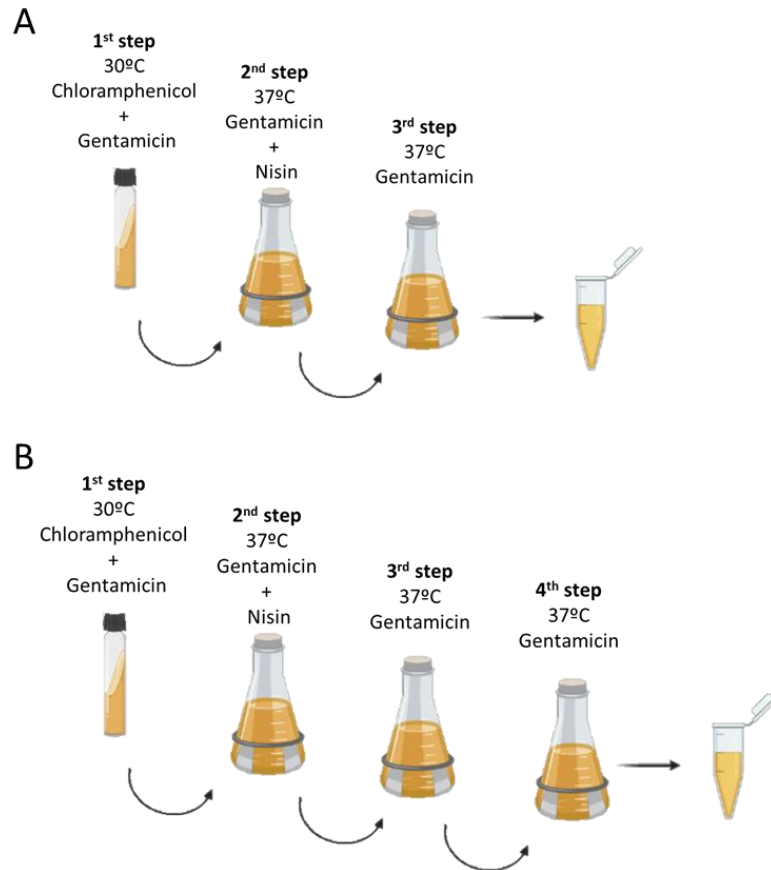 A
1st step
30ºC
Chloramphenicol
+
Gentamicin
2nd step
37ºC
Gentamicin
+
Nisin
3rd step
37ºC
Gentamicin
B
1st step
30ºC
Chloramphenicol
+
Gentamicin
2nd step
37ºC
Gentamicin
+
Nisin
3rd step
37ºC
Gentamicin
4th step
37ºC
Gentamicin